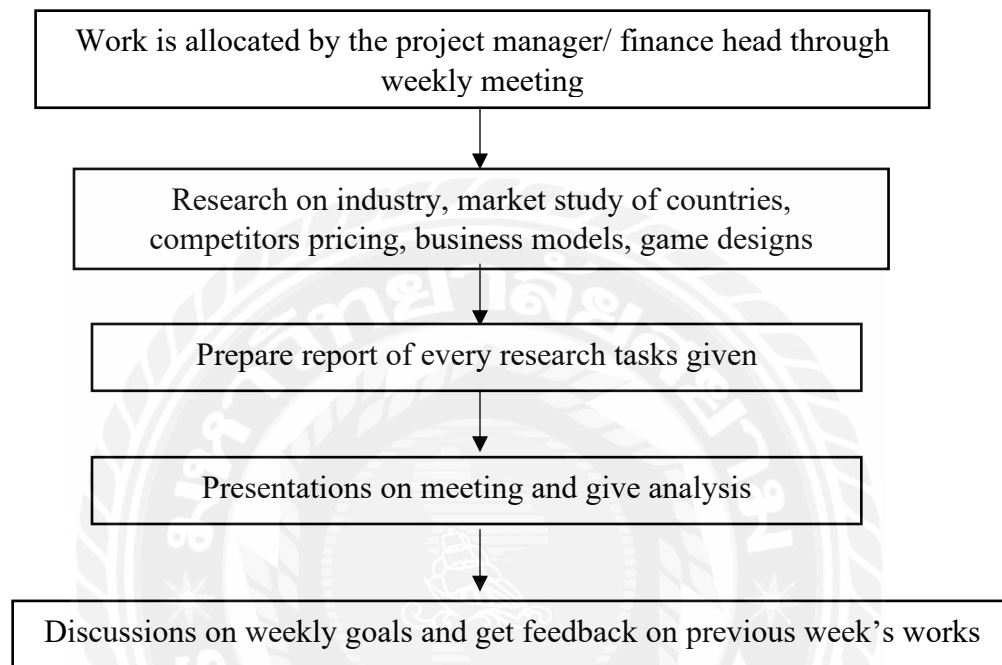 Work is allocated by the project manager/ finance head through
weekly meeting
Research on industry, market study of countries,
competitors pricing, business models, game designs
Prepare report of every research tasks given
Presentations on meeting and give analysis
Discussions on weekly goals and get feedback on previous week's works